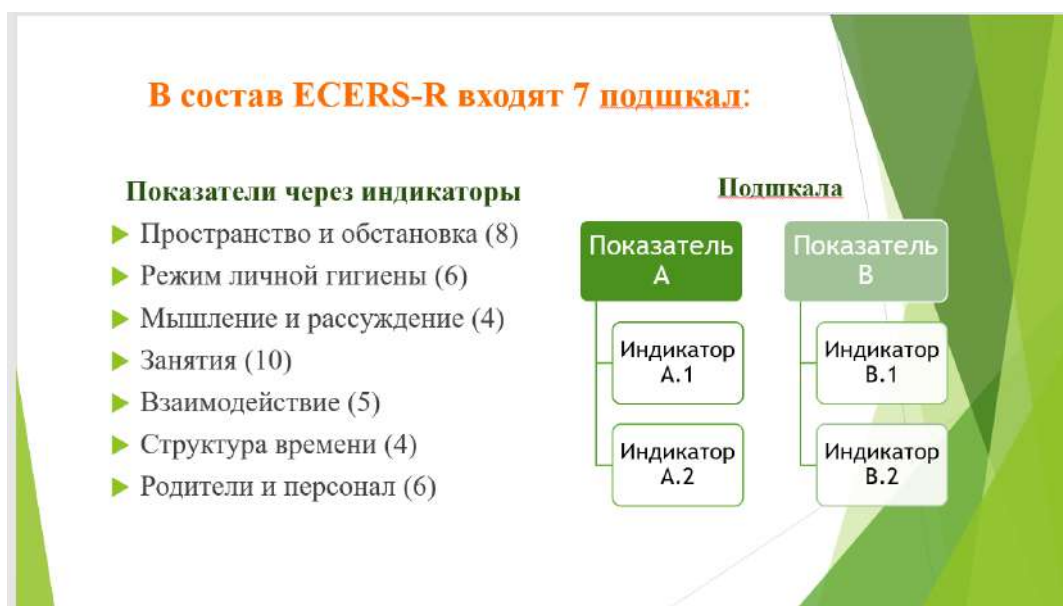 В состав ECERS-R входят 7 подшкал:
Показатели через индикаторы
Пространство и обстановка (8)
Режим личной гигиены (6)
Мышление и рассуждение (4)
Занятия (10)
Взаимодействие (5)
Структура времени (4)
Родители и персонал (6)
Подшкала
Показатель
А
Индикатор
А.1
Индикатор
А.2
Показатель
В
Индикатор
В.1
Индикатор
В.2